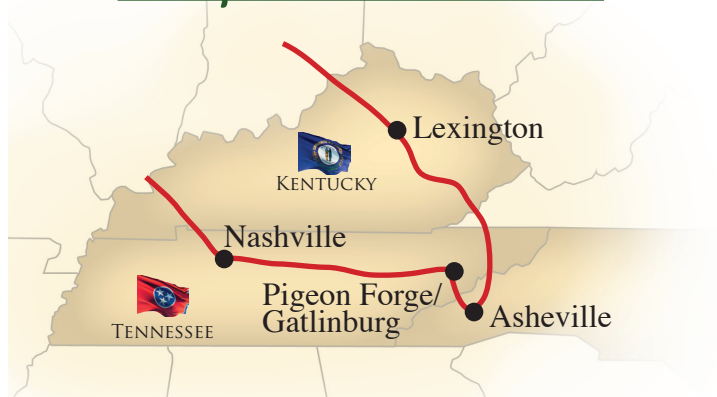 Lexington
KENTUCKY
Nashville
Pigeon Forge/
Gatlinburg
Asheville
TENNESSEE